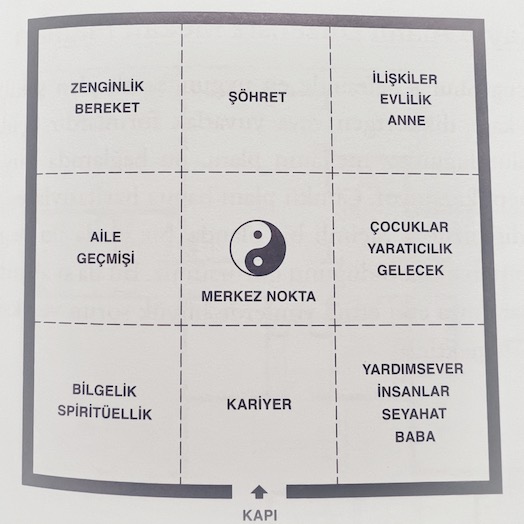 ZENGİNLİK
BEREKET
ŞÖHRET
İLİŞKİLER
EVLİLİK
ANNE
AİLE
GEÇMİŞİ
MERKEZ NOKTA
ÇOCUKLAR
YARATICILIK
GELECEK
BİLGELİK
SPİRİTÜELLİK
KARİYER
YARDIMSEVER
İNSANLAR
SEYAHAT
BABA
KAPI